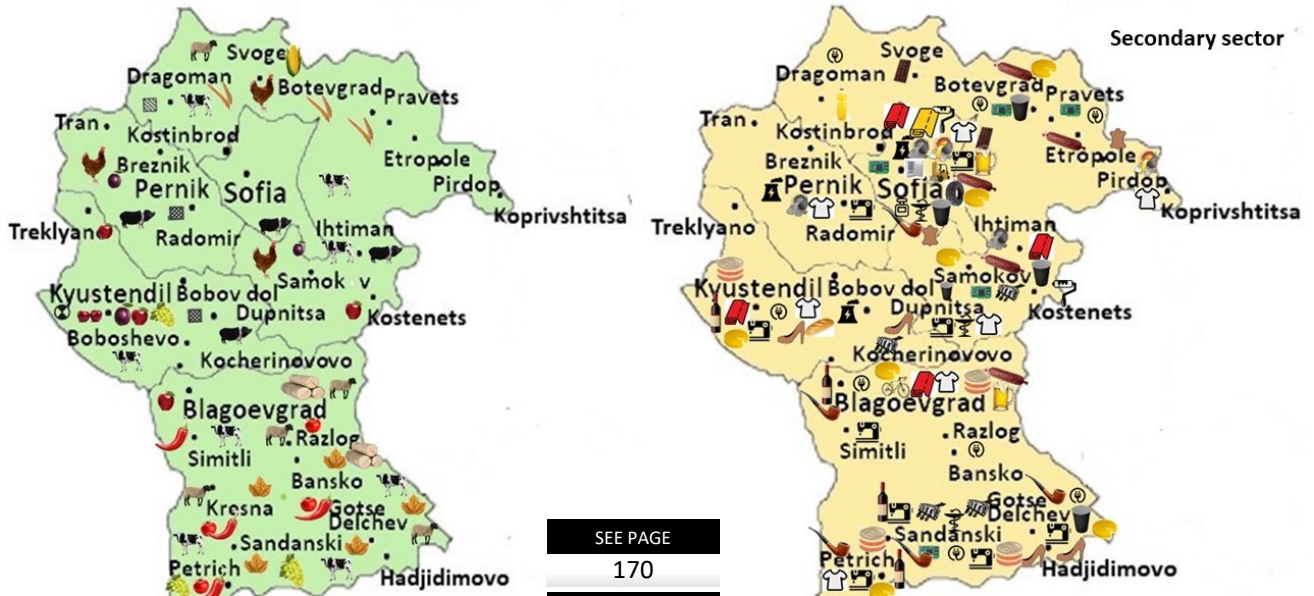 Svoge
Dragoman
Botevgrad
Pravets
Tran
Kostinbrod
Breznik
Etropole
Pernik
Sofia
Pirdop
Koprivshtitsa
Treklyano
Radomir
Ihtiman
Samok v
Kyustendil
Bobov dol
Dupnitsa
Kostenets
Boboshevo
Kocherinovovo
Blagoevgrad
Razlog
Simitli
Bansko
Kresna
Gotse
Delchev
Sandanski
Petrich
Hadjidimovo
SEE PAGE
170
Secondary sector
Svoge
Dragoman
Botevgrad
Pravets
Tran
Kostinbrod
Breznik
Etropole
Pernik
Sofia
Pirdop
Koprivshtitsa
Treklyano
Radomir
Ihtiman
Samokov
Kyustendil
Bobov dol
Dupnitsa
Kostenets
Kocherinovovo
Blagoevgrad
Razlog
Simitli
Bansko
Gotse
Delchev
Sandanski
Petrich
Hadjidimovo